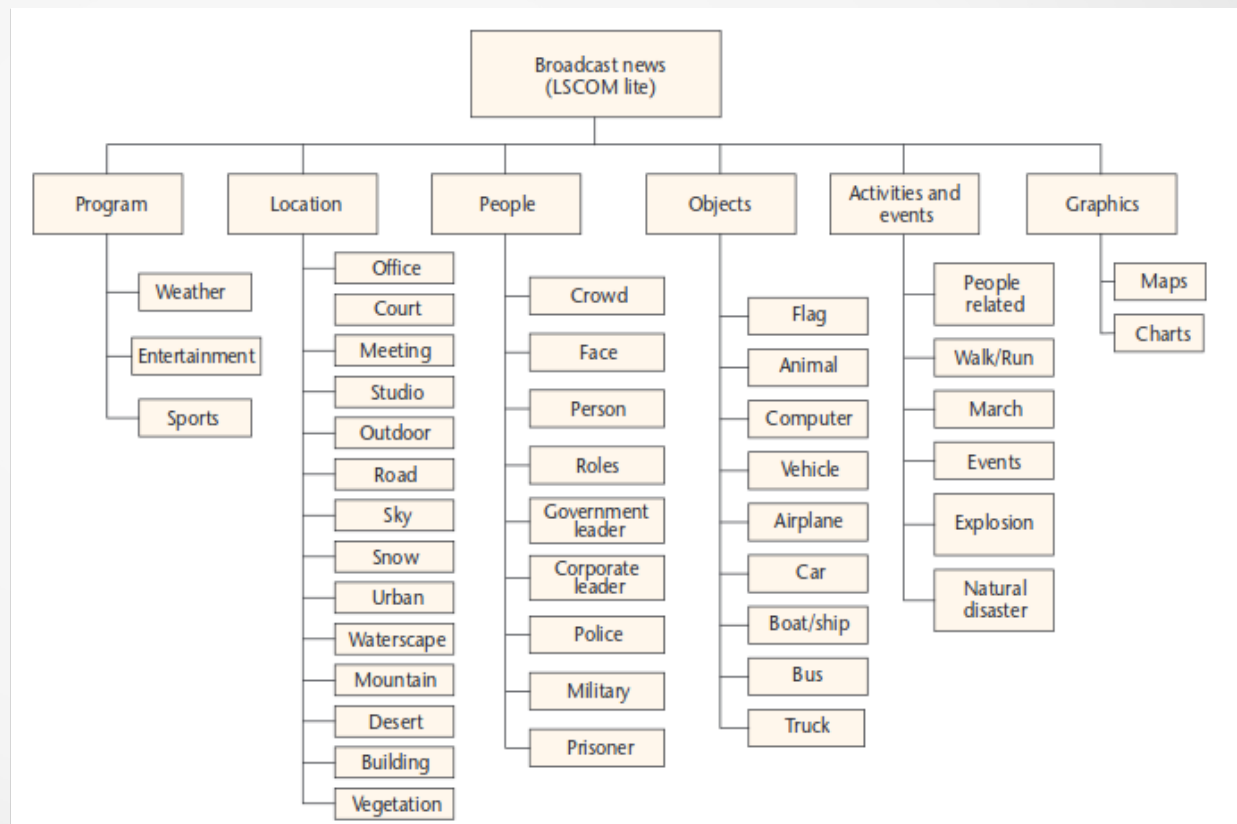 Broadcast news
(LSCOM lite)
Program
Location
People
Objects
Activities and
events
Graphics
Weather
Entertainment
Sports
Office
Court
Meeting
Studio
Outdoor
Road
Sky
Snow
Urban
Waterscape
Mountain
Desert
Building
Vegetation
Crowd
Face
Person
Roles
Government
leader
Corporate
leader
Police
Military
Prisoner
Flag
Animal
Computer
Vehicle
Airplane
Car
Boat/ship
Bus
Truck
People
related
Walk/Run
March
Events
Explosion
Natural
disaster
Maps
Charts